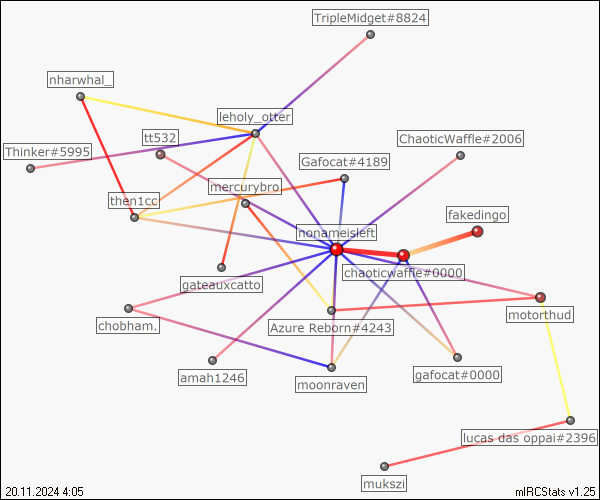 TripleMidget#8824
nharwhal_
leholy_otter
tt532
ChaoticWaffle#2006
Thinker#5995
Gafocat#4189
mercurybro
then1cc
fakedingo
nonameisleft
chaoticwaffle#0000
gateauxcatto
motorthud
chobham.
Azure Reborn#4243
gafocat#0000
amah1246
moonraven
lucas das oppai#2396
mukszi
20.11.2024 4:05
mIRCStats v1.25